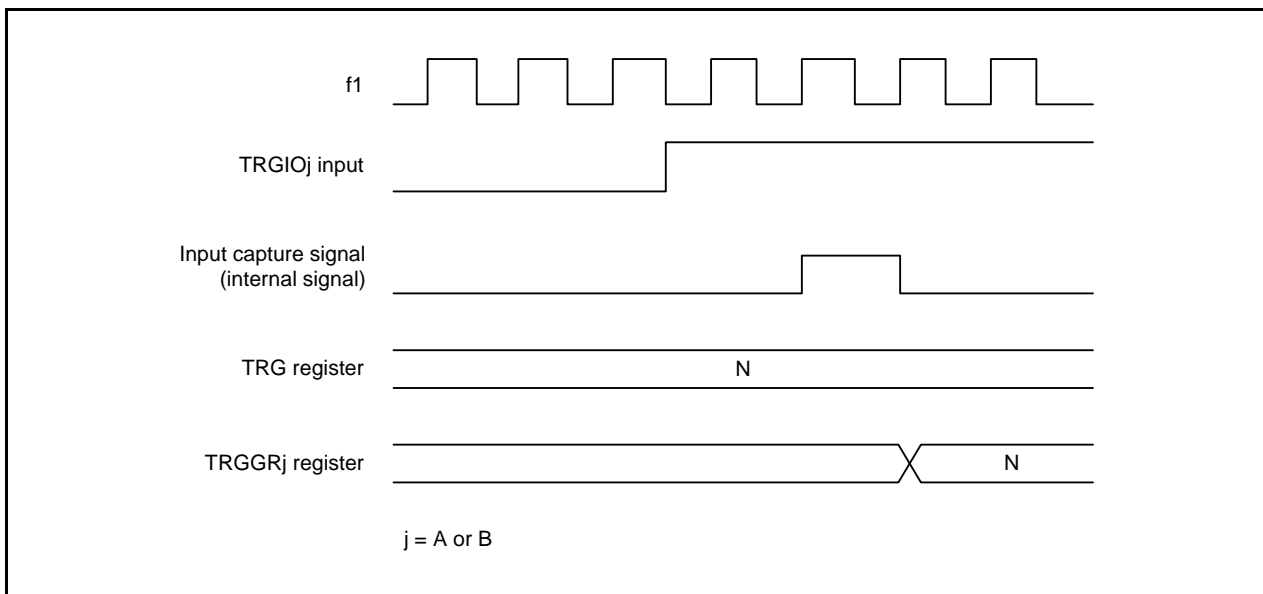 f1
TRGIOj input
Input capture signal
(internal signal)
TRG register
N
TRGGRj register
N
j = A or B